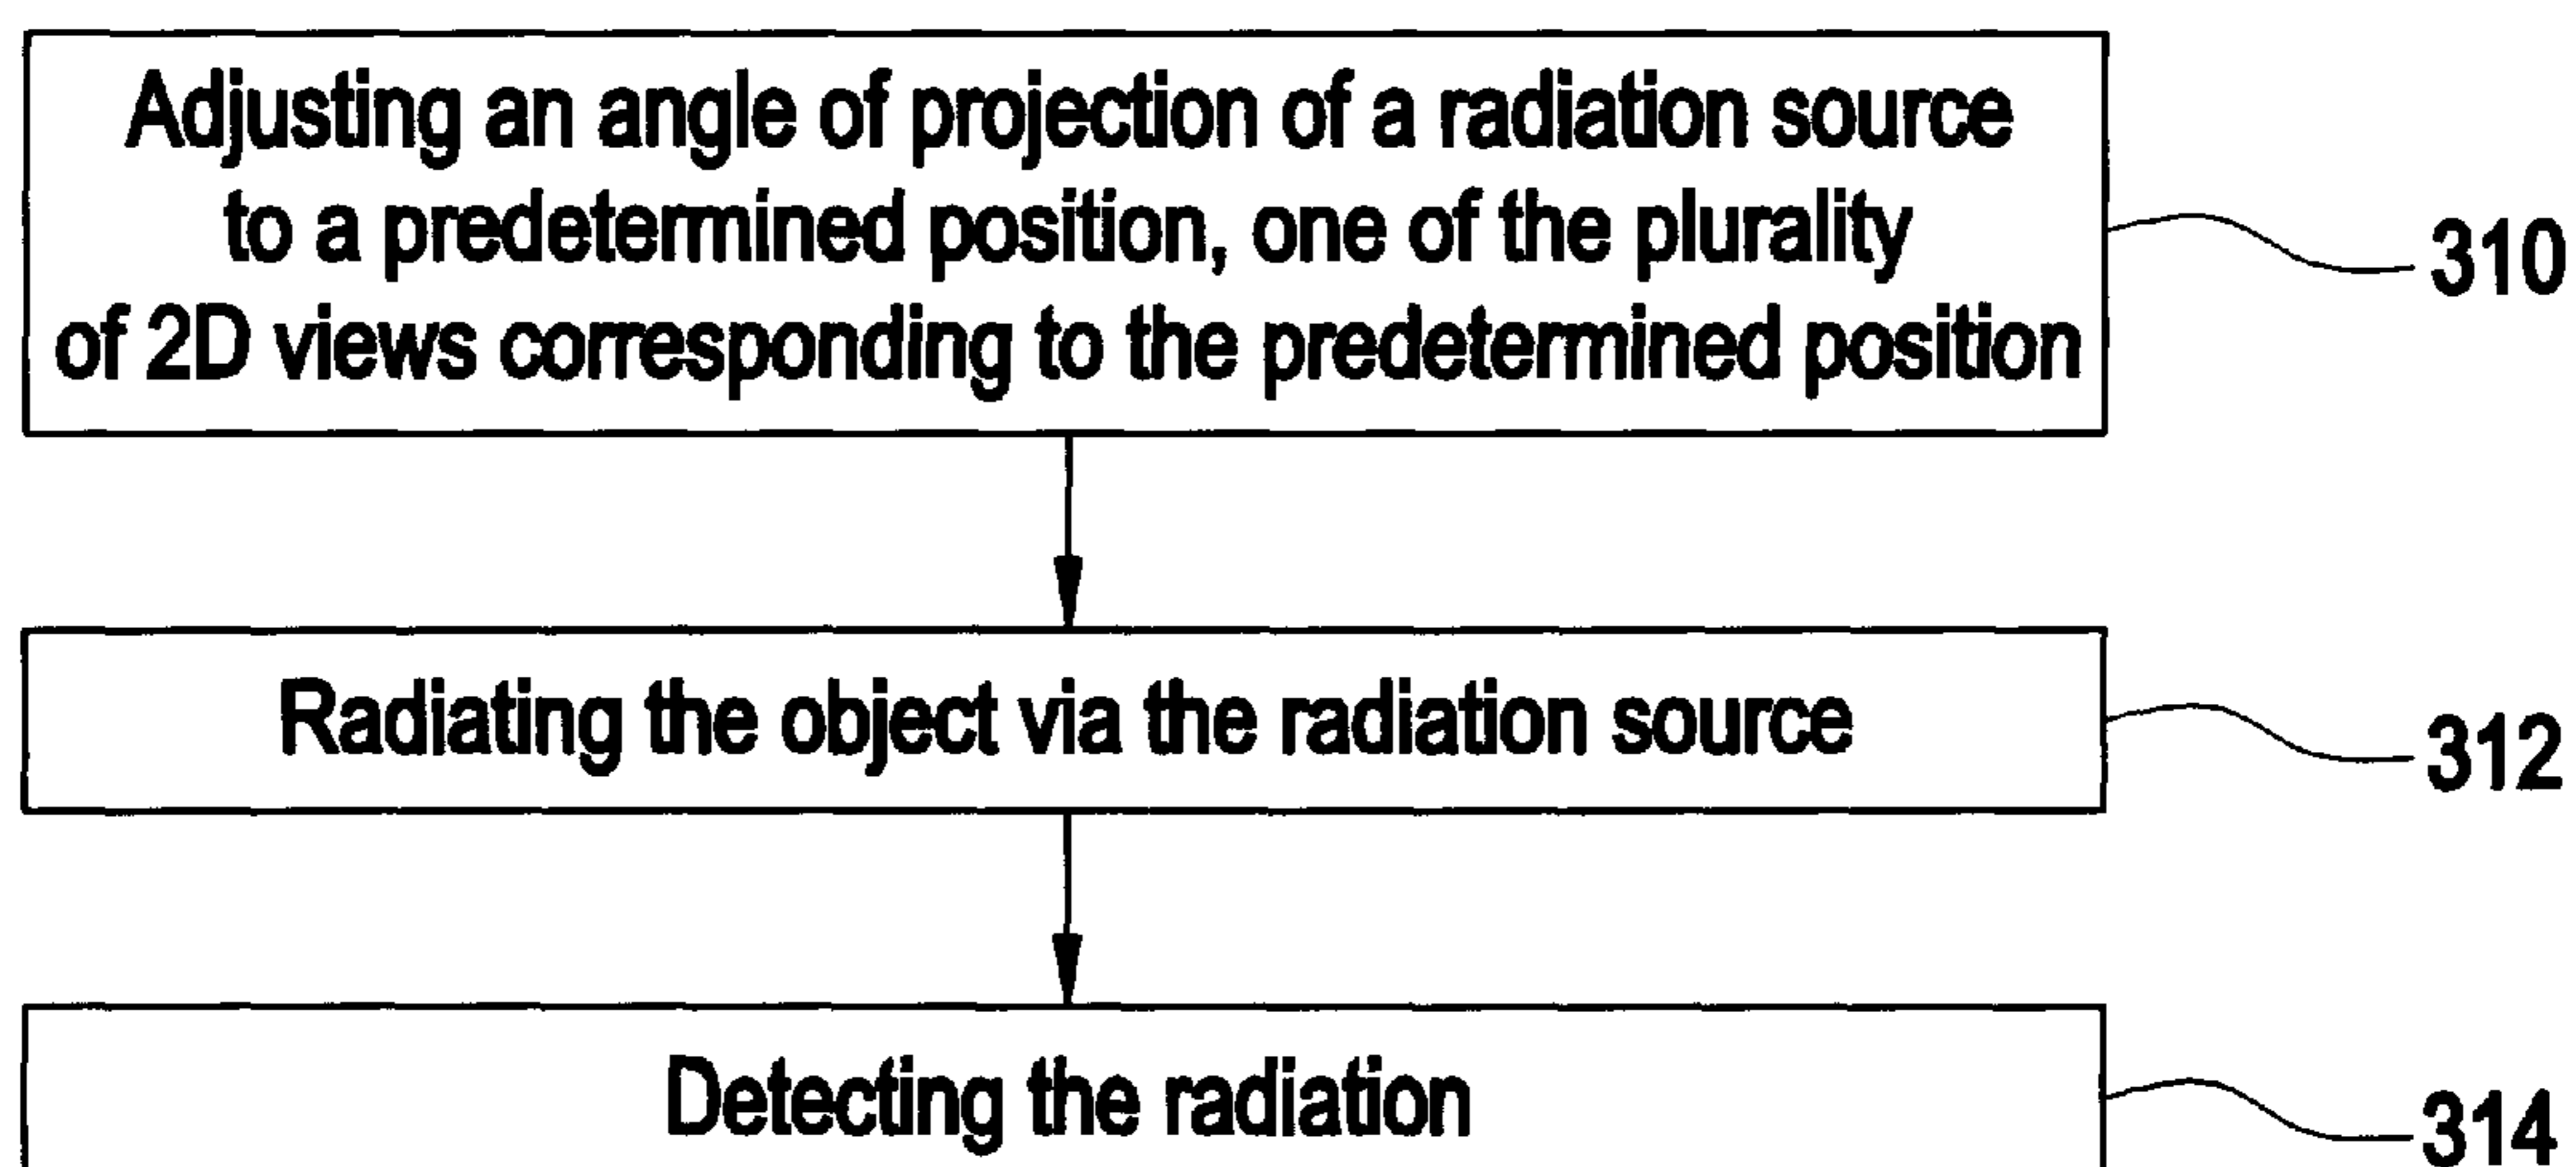 Adjusting an angle of projection of a radiation source
to a predetermined position, one of the plurality
of 2D views corresponding to the predetermined position
310
Radiating the object via the radiation source
312
Detecting the radiation
314